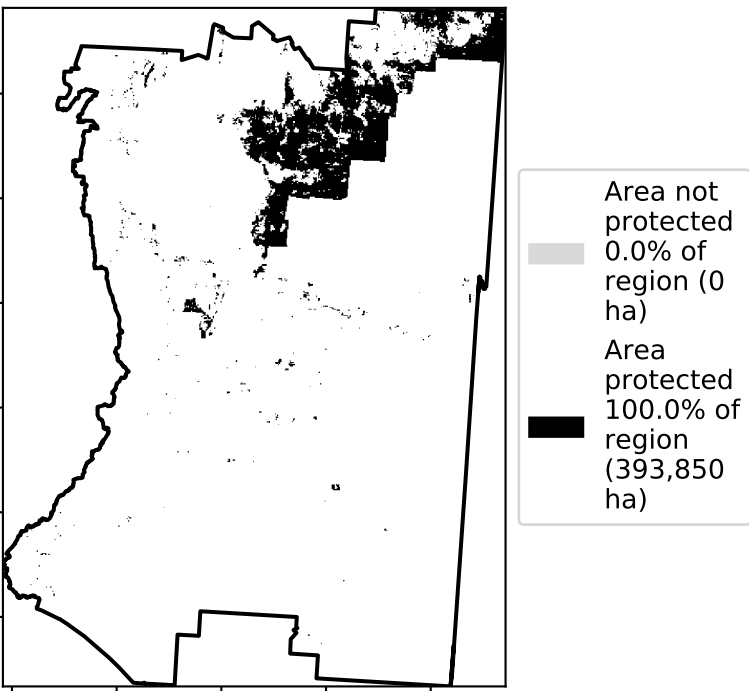 Area not
protected
0.0% of
region (0
ha)
Area
protected
100.0% of
region
(393,850
ha)